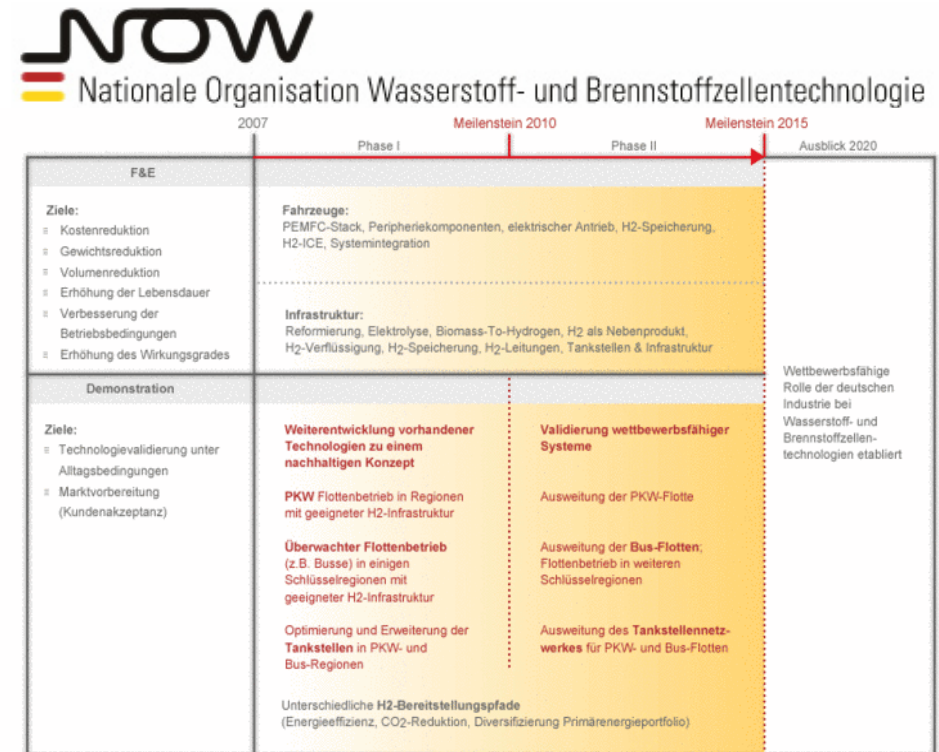 NOW
Nationale Organisation Wasserstoff- und Brennstoffzellentechnologie
2007
Meilenstein 2010
Meilenstein 2015
Phase I
Phase II
Ausblick 2020
F&E
Ziele:
Kostenreduktion
Gewichtsreduktion
Volumenreduktion
Erhöhung der Lebensdauer
Verbesserung der
Betriebsbedingungen
Erhöhung des Wirkungsgrades
Fahrzeuge:
PEMFC-Stack, Peripheriekomponenten, elektrischer Antrieb, H2-Speicherung,
H2-ICE, Systemintegration
Infrastruktur:
Reformierung, Elektrolyse, Biomass-To-Hydrogen, H2 als Nebenprodukt,
H2-Verflüssigung, H2-Speicherung, H2-Leitungen, Tankstellen & Infrastruktur
Demonstration
Ziele:
Technologievalidierung unter
Alltagsbedingungen
Marktvorbereitung
(Kundenakzeptanz)
Weiterentwicklung vorhandener
Technologien zu einem
nachhaltigen Konzept
PKW Flottenbetrieb in Regionen
mit geeigneter H2-Infrastruktur
Überwachter Flottenbetrieb
(z.B. Busse) in einigen
Schlüsselregionen mit
geeigneter H2-Infrastruktur
Optimierung und Erweiterung der
Tankstellen in PKW- und
Bus-Regionen
Validierung wettbewerbsfähiger
Systeme
Ausweitung der PKW-Flotte
Ausweitung der Bus-Flotten;
Flottenbetrieb in weiteren
Schlüsselregionen
Ausweitung des Tankstellennetz-
werkes für PKW- und Bus-Flotten
Unterschiedliche H2-Bereitstellungspfade
(Energieeffizienz, CO2-Reduktion, Diversifizierung Primärenergieportfolio)
Wettbewerbsfähige
Rolle der deutschen
Industrie bei
Wasserstoff- und
Brennstoffzellen-
technologien etabliert